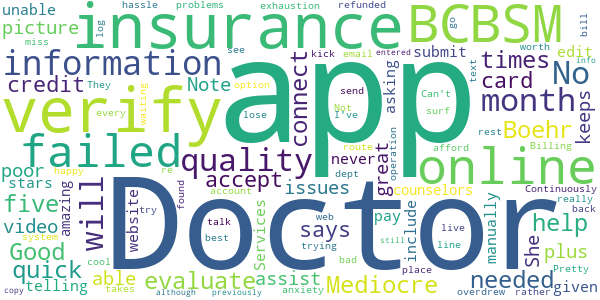 unable
hassle
problems
exhaustion
refunded
log
insurance
BCBSM
go
bill
picture
miss
They
see
worth
email
kick
entered
info
information
app
times
submit
edit
text
credit
Note
option
connect
send
asking
card
No
verify
waiting
lose
Not
I've
Can't
surf
month
every
route
operation
Boehr
keeps
failed
quality
never
afford
rest
Billing
online
poor
accept
great
re
dept
stars
happy
found
Doctor
issues
counselors
Continuously
five
will
amazing
website
try
account
Services
talk
web
live
include
pay
says
She
manually
help
really
back
video
system
best
trying
line
Good
cool
able
evaluate
assist
bad
place
Mediocre
needed
plus
given
quick
telling
takes
Bad
anxiety
still
overdrew
rather
Pretty
copy
although
previously